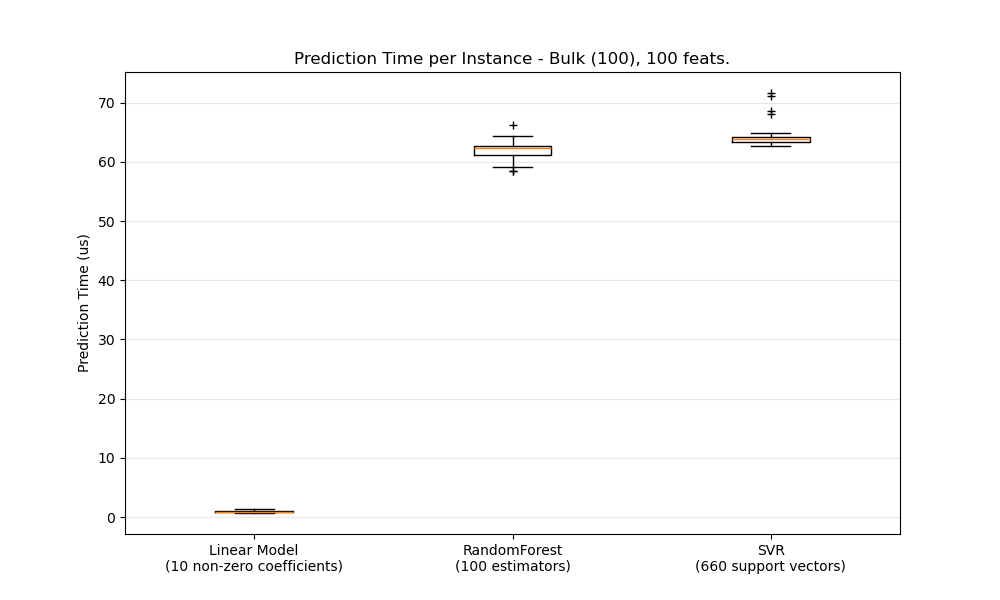 Prediction Time per Instance - Bulk (100), 100 feats.
Prediction Time (us)
70
60
50
40
30
20
10
0
Linear Model
(10 non-zero coefficients)
RandomForest
(100 estimators)
SVR
(660 support vectors)